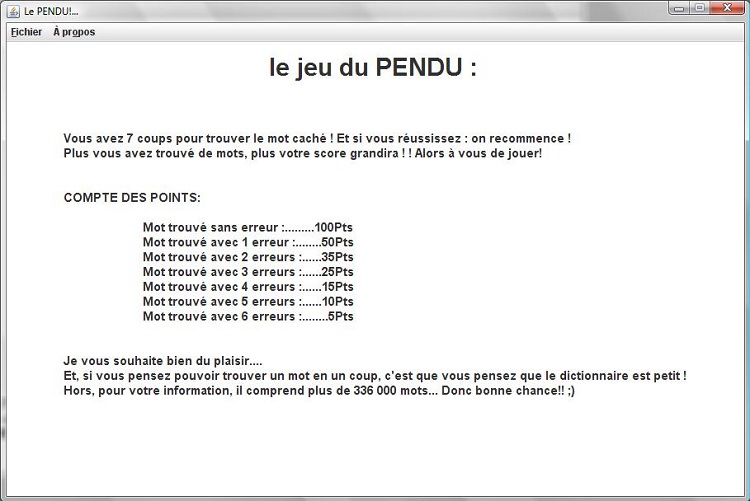 Le PENDU!...
Fichier À propos
le jeu du PENDU :
Vous avez 7 coups pour trouver le mot caché ! Et si vous réussissez : on recommence !
Plus vous avez trouvé de mots, plus votre score grandira ! ! Alors à vous de jouer!
COMPTE DES POINTS:
Mot trouvé sans erreur :.........100Pts
Mot trouvé avec 1 erreur :........50Pts
Mot trouvé avec 2 erreurs :......35Pts
Mot trouvé avec 3 erreurs :......25Pts
Mot trouvé avec 4 erreurs :......15Pts
Mot trouvé avec 5 erreurs :......10Pts
Mot trouvé avec 6 erreurs :........5Pts
Je vous souhaite bien du plaisir....
Et, si vous pensez pouvoir trouver un mot en un coup, c'est que vous pensez que le dictionnaire est petit !
Hors, pour votre information, il comprend plus de 336 000 mots... Donc bonne chance!! ;)